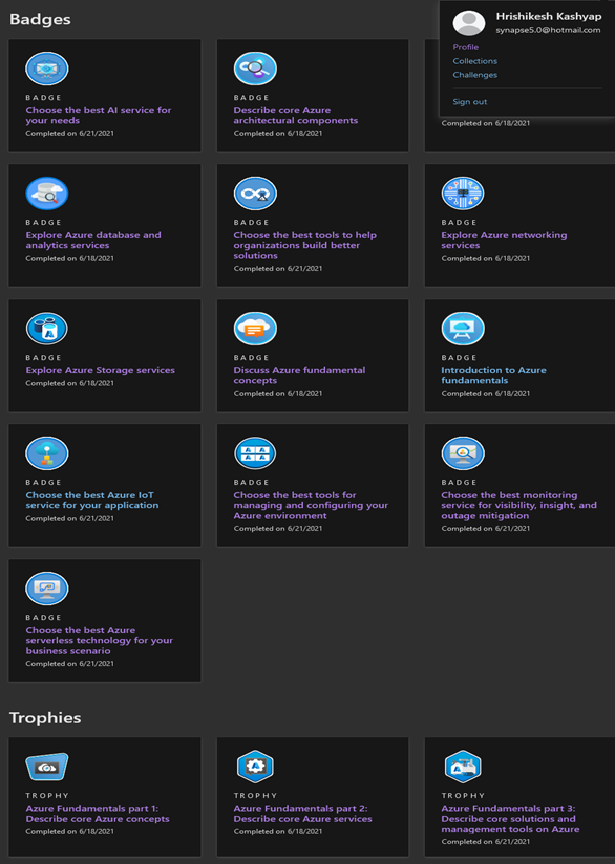 Badges
Hrishikesh Kashyap
synapse5.0@hotmail.com
Profile
Collections
Challenges
Sign out
BADGE
Choose the best AI service for
your needs
Completed on 6/21/2021
BADGE
Describe core Azure
architectural components
Completed on 6/18/2021
Completed on 6/18/2021
BADGE
Explore Azure database and
analytics services
Completed on 6/18/2021
BADGE
Choose the best tools to help
organizations build better
solutions
Completed on 6/21/2021
BADGE
Explore Azure networking
services
Completed on 6/18/2021
BADGE
Explore Azure Storage services
Completed on 6/18/2021
BADGE
Discuss Azure fundamental
concepts
Completed on 6/18/2021
BADGE
Introduction to Azure
fundamentals
Completed on 6/18/2021
BADGE
Choose the best Azure IoT
service for your application
Completed on 6/21/2021
BADGE
Choose the best tools for
managing and configuring your
Azure environment
Completed on 6/21/2021
BADGE
Choose the best monitoring
service for visibility, insight, and
outage mitigation
Completed on 6/21/2021
BADGE
Choose the best Azure
serverless technology for your
business scenario
Completed on 6/21/2021
Trophies
TROPHY
Azure Fundamentals part 1:
Describe core Azure concepts
Completed on 6/18/2021
TROPHY
Azure Fundamentals part 2:
Describe core Azure services
Completed on 6/18/2021
TROPHY
Azure Fundamentals part 3:
Describe core solutions and
management tools on Azure
Completed on 6/21/2021